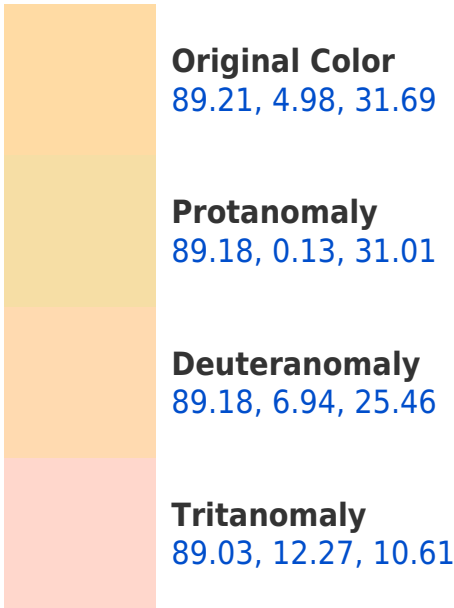 Original Color
89.21, 4.98, 31.69
Protanomaly
89.18, 0.13, 31.01
Deuteranomaly
89.18, 6.94, 25.46
Tritanomaly
89.03, 12.27, 10.61